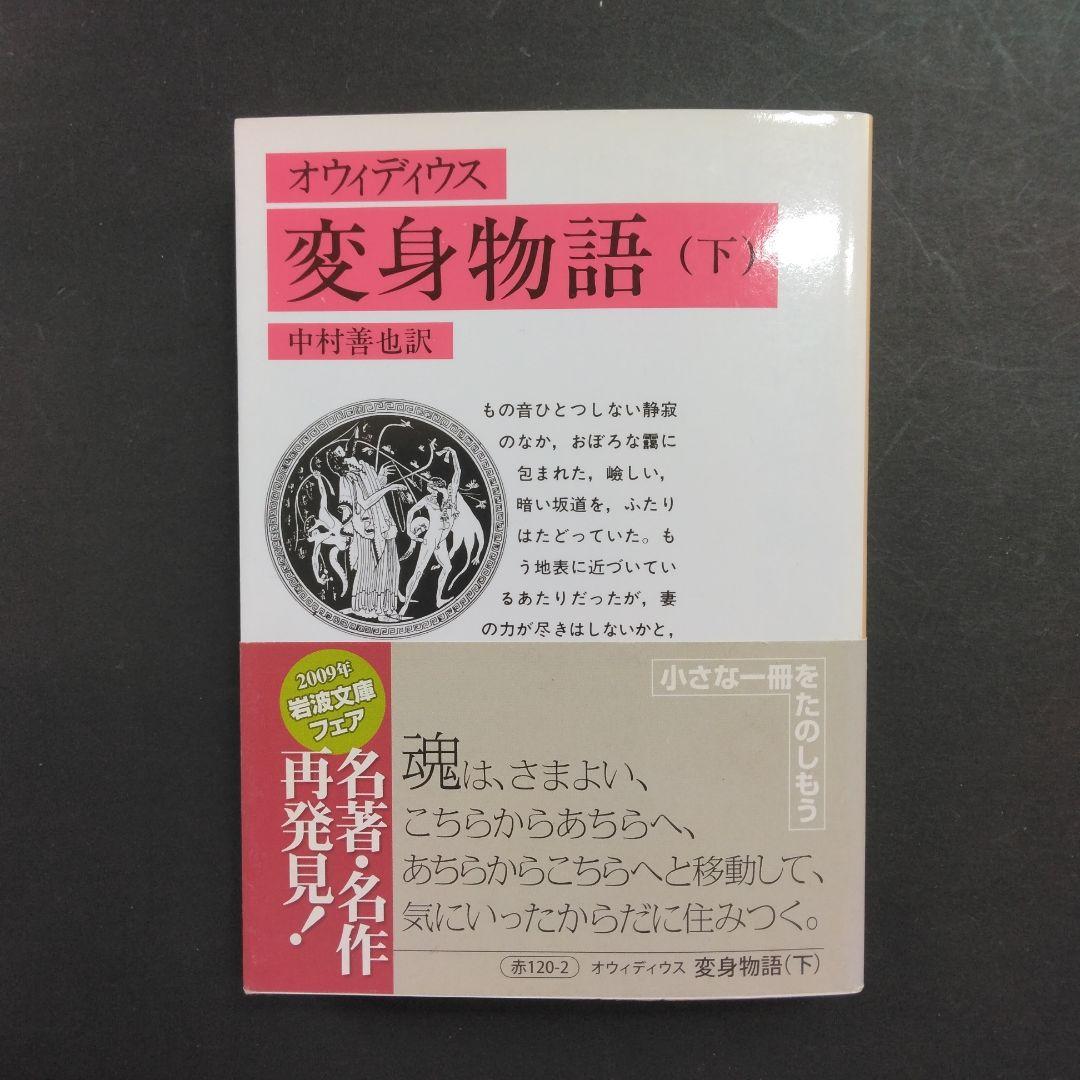 オウィディウス
変身物語(下)
中村善也訳
もの音ひとつしない静寂
のなか，おぼろな靄に
包まれた，嶮しい，
暗い坂道を，ふたり
はたどっていた。も
う地表に近づいてい
るあたりだったが，妻
の力が尽きはしないかと，
2009年
岩波文庫
フェア
名著・名作
再発見！
小さな一冊をたのしもう
魂は、さまよい、
こちらからあちらへ、
あちらからこちらへと移動して、
気にいったからだに住みつく。
赤120-2 オウィディウス 変身物語(下)